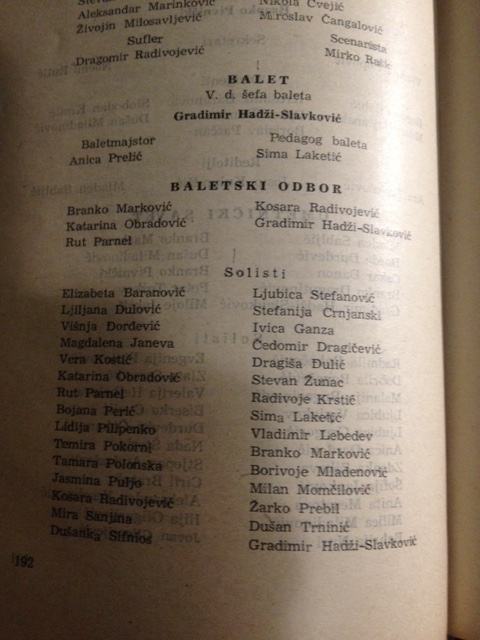 Aleksandar Marinković
Živojin Milosavljević
Nikola Cvejić
Miroslav Čangalović
Sufler
Dragomir Radivojević
Scenarista
Mirko
BALET
V. d. šefa baleta
Gradimir Hadži-Slavković
Baletmajstor
Anica Prelić
Pedagog baleta
Sima Laketić
BALETSKI ODBOR
Branko Marković
Katarina Obradović
Rut Parnel
Kosara Radivojević
Gradimir Hadži-Slavković
Solisti
Elizabeta Baranović
Ljiljana Dulović
Višnja Đorđević
Magdalena Janeva
Vera Kostić
Katarina Obradović
Rut Parnel
Bojana Perić
Lidija Pilipenko
Temira Pokorni
Tamara Polonska
Jasmina Puljo
Kosara Radivojević
Mira Sanjina
Dušanka Sifnios
Ljubica Stefanović
Stefanija Crnjanski
Ivica Ganza
Čedomir Dragičević
Dragiša Đulić
Stevan Žunac
Radivoje Krstić
Sima Laketić
Vladimir Lebedev
Branko Marković
Borivoje Mladenović
Milan Momčilović
Žarko Prebil
Dušan Trninić
Gradimir Hadži-Slavković
192